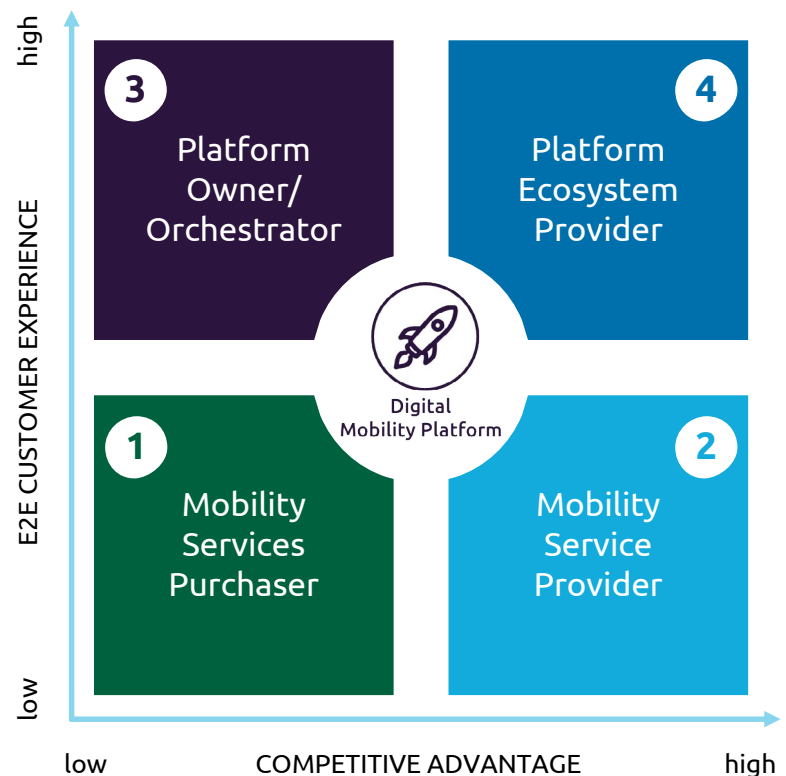 high
3
Platform
Owner/
Orchestrator
4
Platform
Ecosystem
Provider
E2E CUSTOMER EXPERIENCE
Digital
Mobility Platform
1
Mobility
Services
Purchaser
2
Mobility
Service
Provider
low
low
COMPETITIVE ADVANTAGE
high